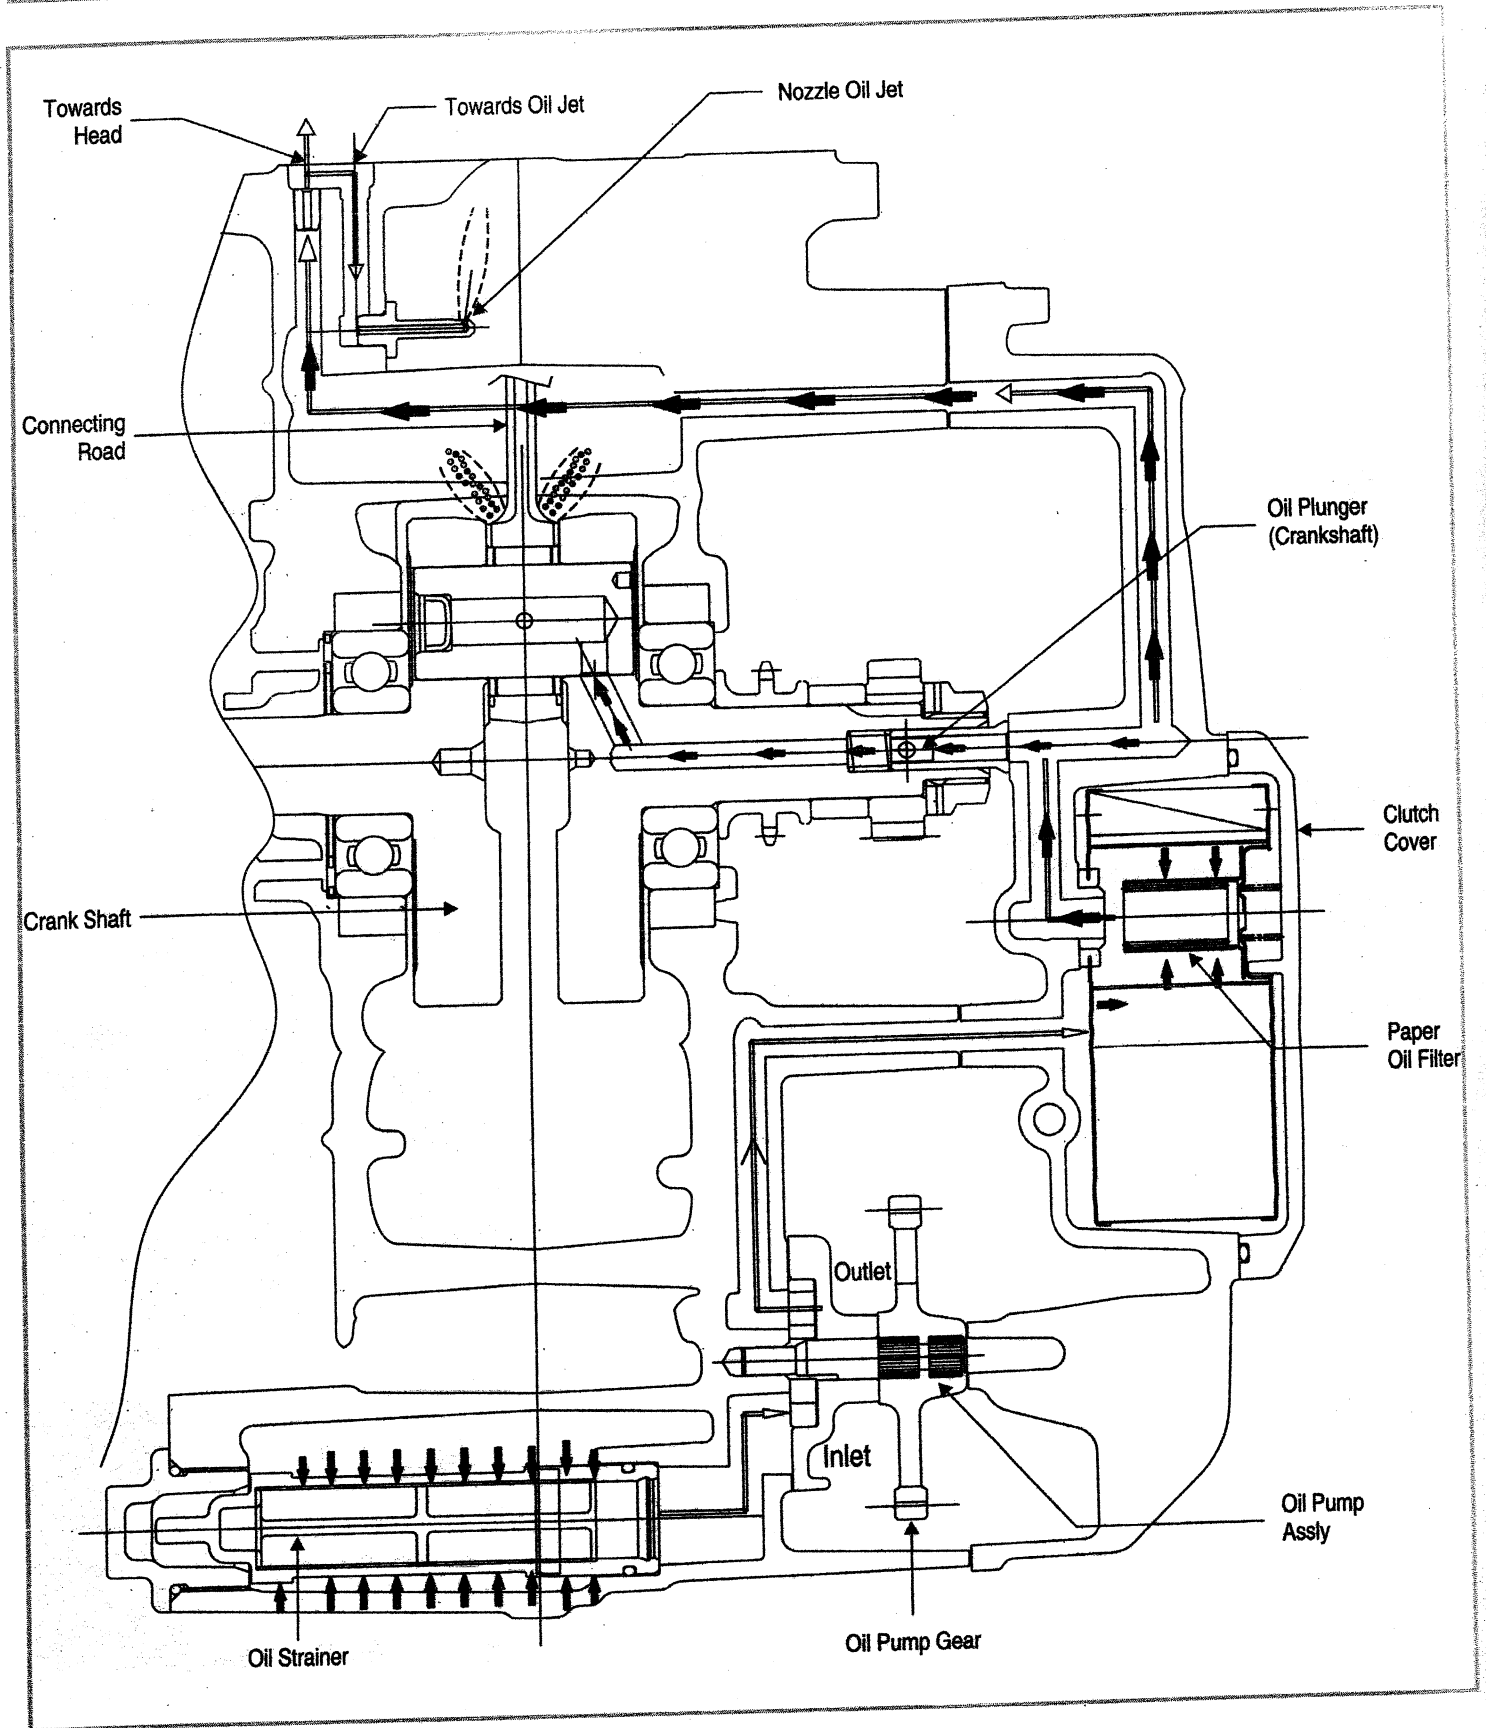 Towards
Head
Towards Oil Jet
Nozzle Oil Jet
Connecting
Road
Oil Plunger
(Crankshaft)
Clutch
Cover
Crank Shaft
Paper
Oil Filter
Outlet
Inlet
Oil Pump
Assly
Oil Strainer
Oil Pump Gear